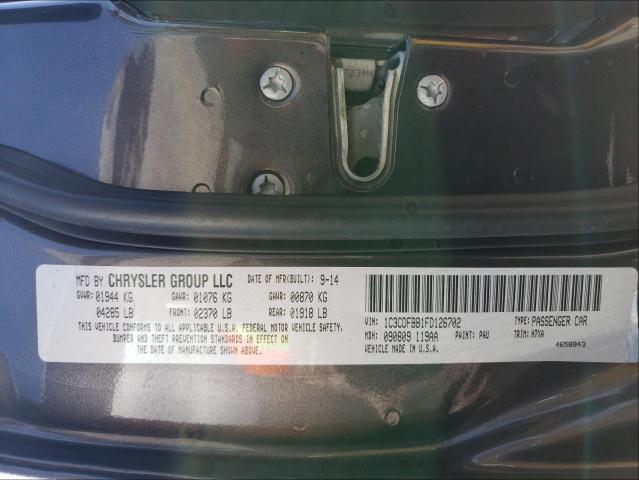 MFD BY CHRYSLER GROUP LLC DATE OF MFR(BUILT): 9-14
GVWR: 01944 KG GAWR: 01076 KG GAWR: 00870 KG
04285 LB FRONT: 02370 LB REAR: 01918 LB
THIS VEHICLE CONFORMS TO ALL APPLICABLE U.S.A. FEDERAL MOTOR VEHICLE SAFETY,
BUMPER AND THEFT PREVENTION STANDARDS IN EFFECT ON
THE DATE OF MANUFACTURE SHOWN ABOVE.
VIN: 1C3CDFBB1FD126702 TYPE: PASSENGER CAR
MDH: 090809 119AA PAINT: PAU TRIM: H7XA
VEHICLE MADE IN U.S.A. 4658843